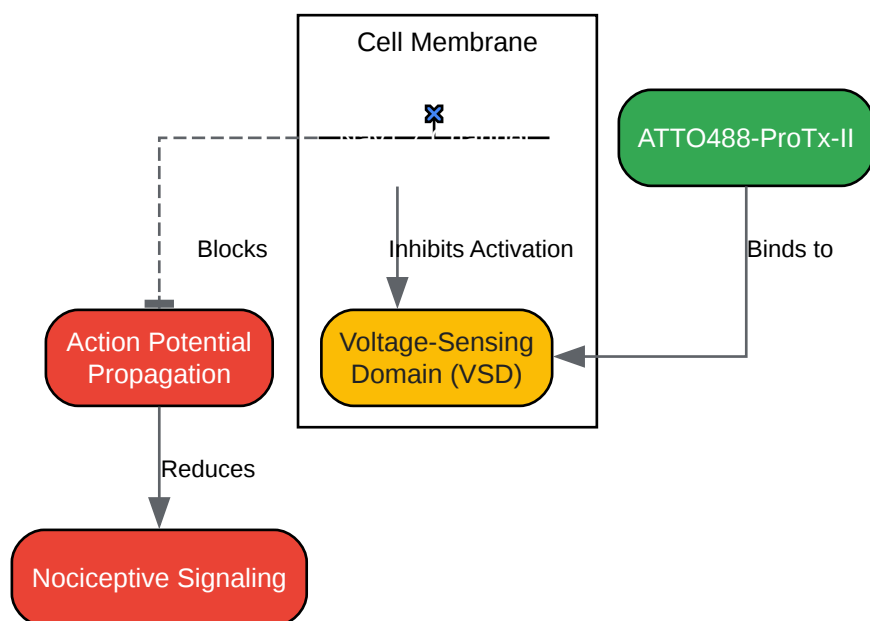 Cell Membrane
ATTO488-ProTx-II
Blocks
Inhibits Activation
Binds to
Action Potential
Propagation
Voltage-Sensing
Domain (VSD)
Reduces
Nociceptive Signaling